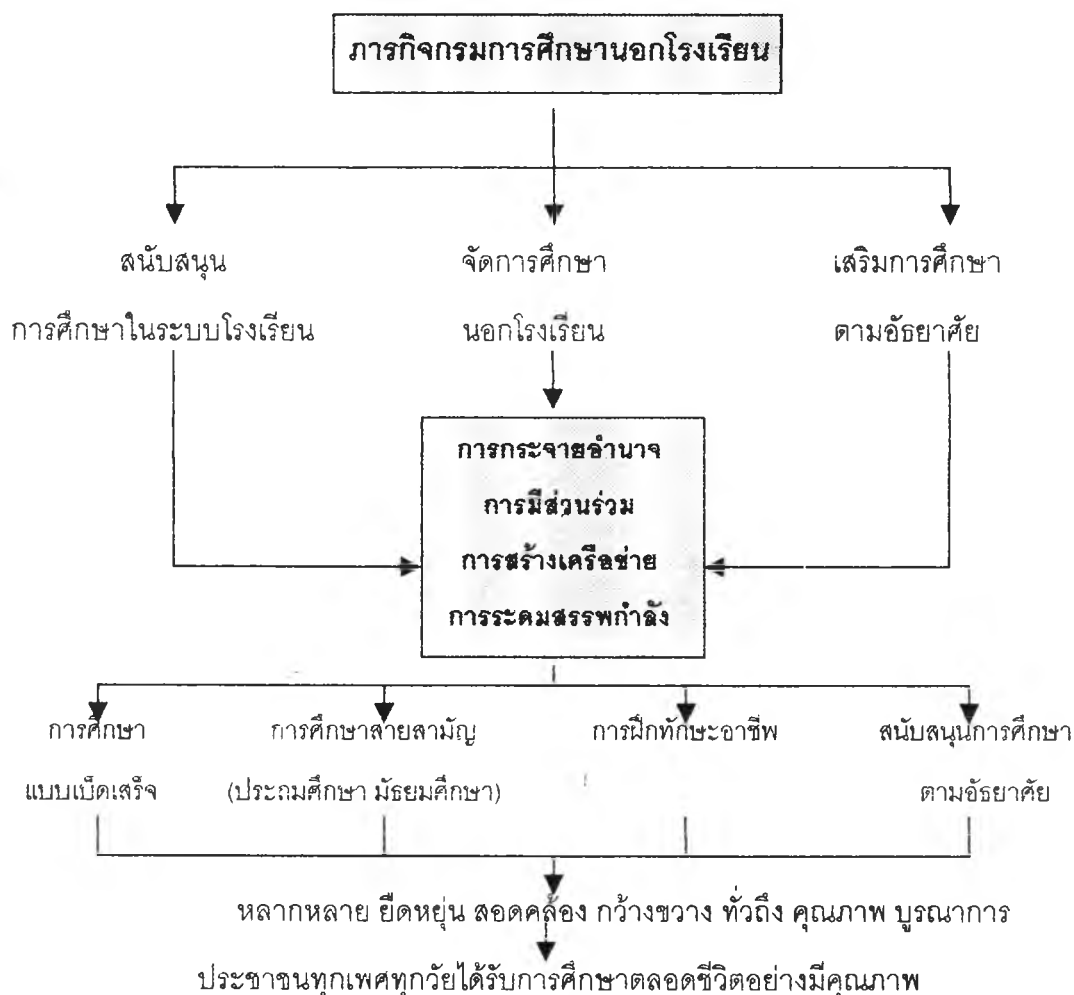 ภารกิจกรมการศึกษานอกโรงเรียน
สนับสนุน
การศึกษาในระบบโรงเรียน
จัดการศึกษา
นอกโรงเรียน
เสริมการศึกษา
ตามอัธยาศัย
การกระจายอำนาจ
การมีส่วนร่วม
การสร้างเครือข่าย
การระดมสรรพกำลัง
การศึกษา
แบบเบ็ดเสร็จ
การศึกษาสายสามัญ
(ประถมศึกษา มัธยมศึกษา)
การฝึกทักษะอาชีพ
สนับสนุนการศึกษา
ตามอัธยาศัย
หลากหลาย ยืดหยุ่น สอดคล้อง กว้างขวาง ทั่วถึง คุณภาพ บูรณาการ
ประชาชนทุกเพศทุกวัยได้รับการศึกษาตลอดชีวิตอย่างมีคุณภาพ